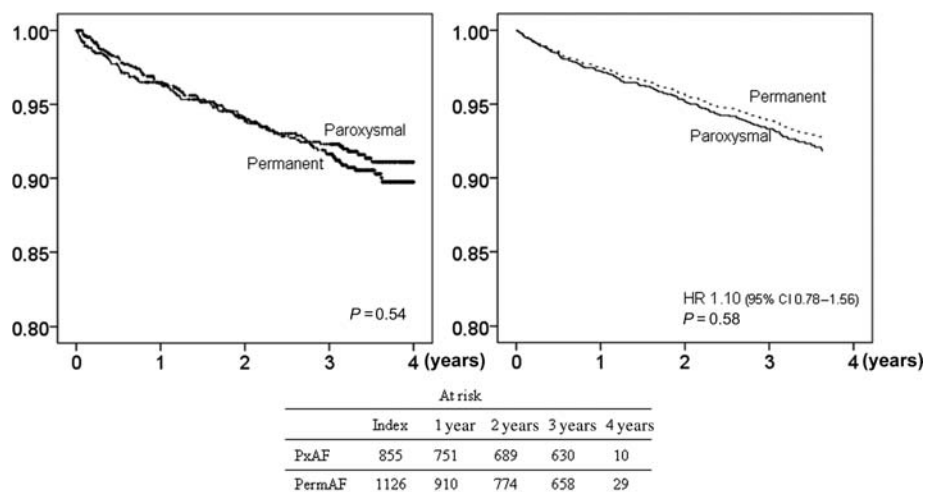 1.00
0.95
0.90
0.85
0.80
Paroxysmal
Permanent
P = 0.54
0 1 2 3 4 (years)
1.00
0.95
0.90
0.85
0.80
Permanent
Paroxysmal
HR 1.10 (95% CI 0.78–1.56)
P = 0.58
0 1 2 3 4 (years)
At risk
Index 1 year 2 years 3 years 4 years
PxAF 855 751 689 630 10
PermAF 1126 910 774 658 29